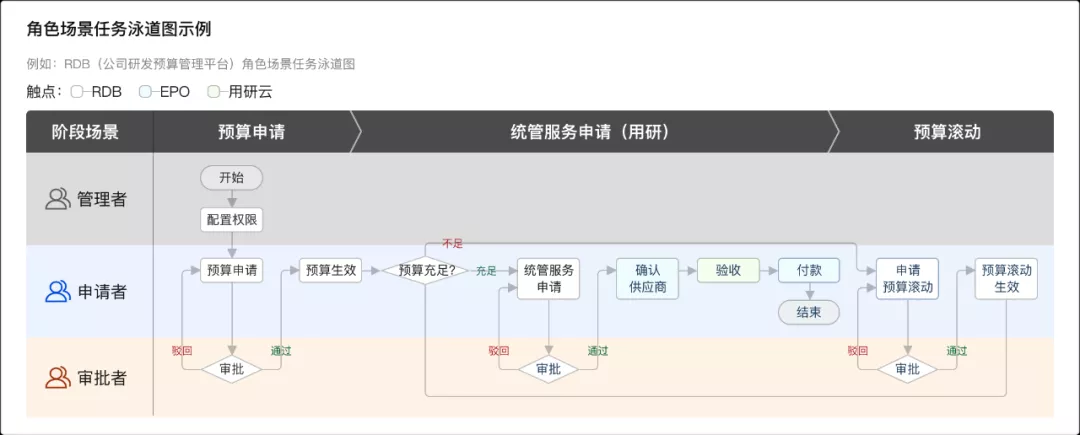 角色场景任务泳道图示例
例如：RDB（公司研发预算管理平台）角色场景任务泳道图
触点： RDB EPO 用研云
阶段场景 预算申请 统管服务申请（用研） 预算滚动
管理者
开始
配置权限
不足
申请者
预算申请
预算生效
预算充足?
充足
统管服务
申请
确认
供应商
验收
付款
结束
申请
预算滚动
预算滚动
生效
审批者
驳回
审批
通过
驳回
审批
通过
驳回
审批
通过